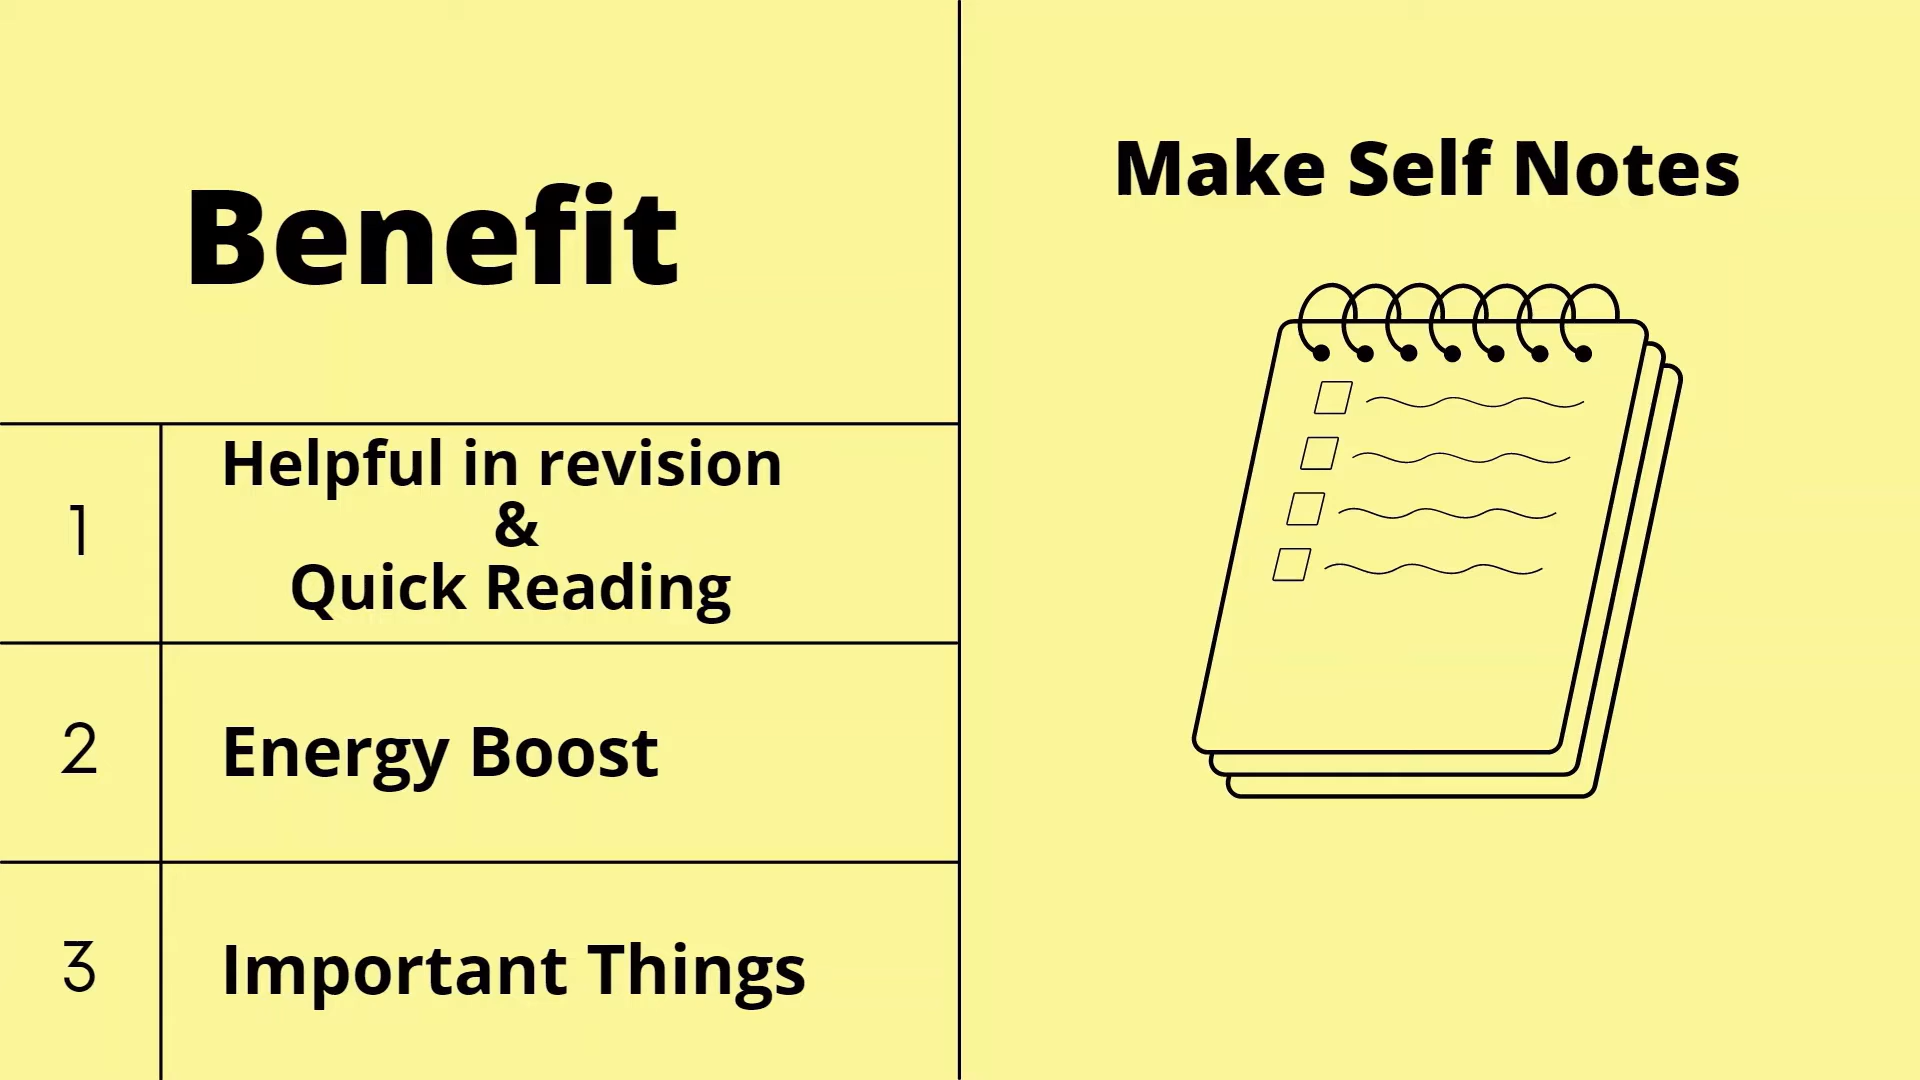 Benefit
1
Helpful in revision
&
Quick Reading
2
Energy Boost
3
Important Things
Make Self Notes